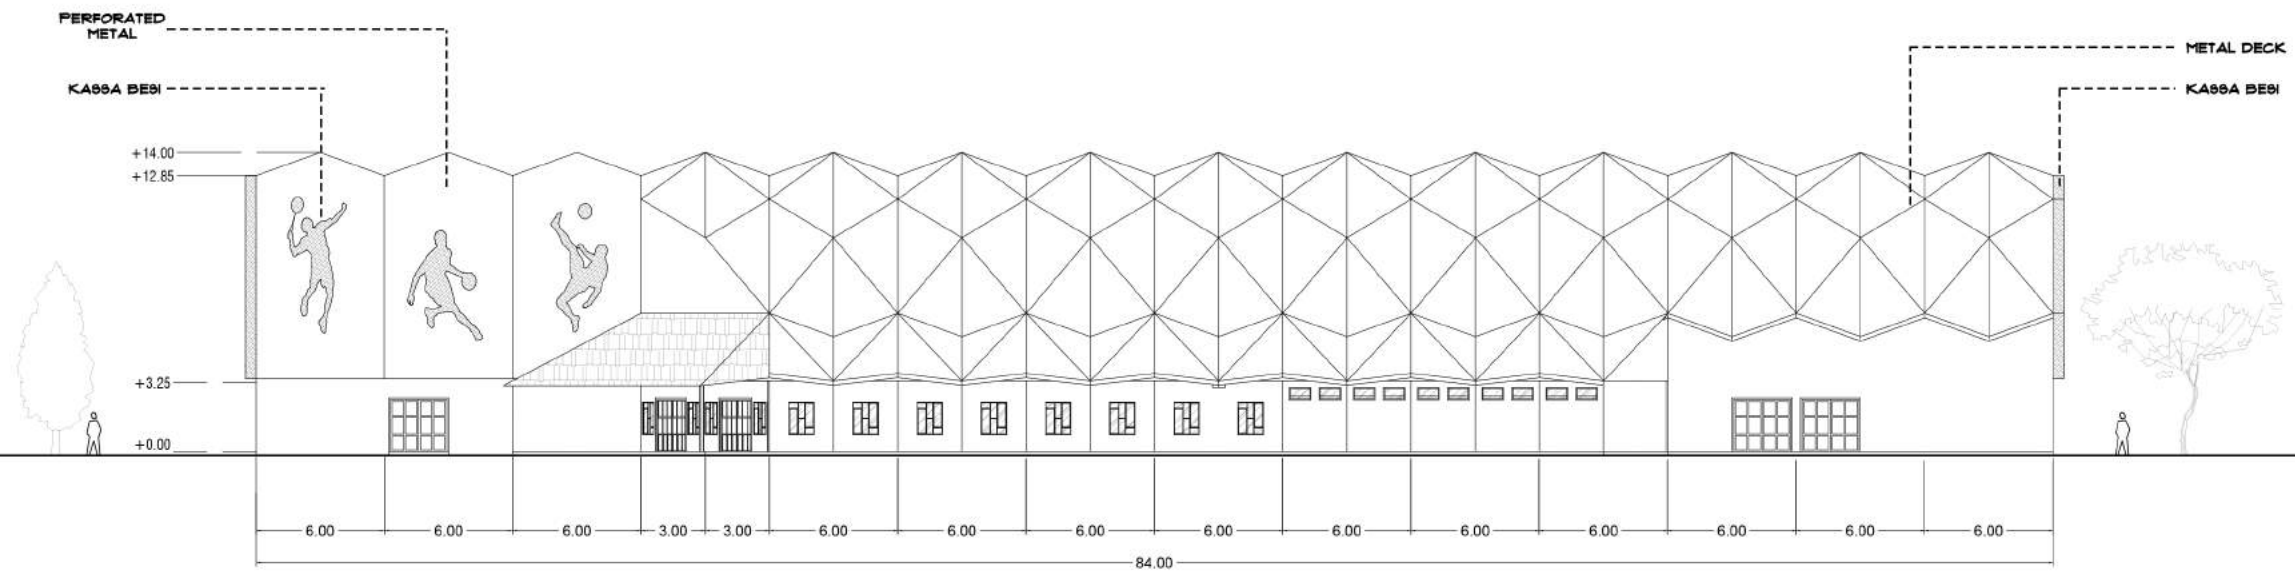 PERFORATED
METAL
METAL DECK
KASSA BESI
KASSA BESI
+14.00
+12.85
+3.25
+0.00
6.00 6.00 6.00 3.00 3.00 6.00 6.00 6.00 6.00 6.00 6.00 6.00 6.00 6.00 6.00
84.00